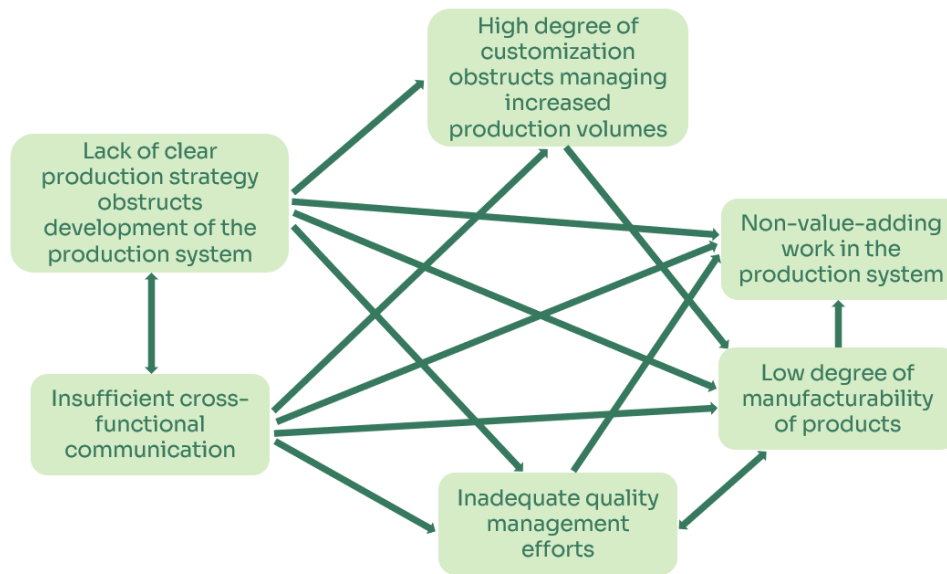 High degree of
customization
obstructs managing
increased
production volumes
Lack of clear
production strategy
obstructs
development of the
production system
Non-value-adding
work in the
production system
Insufficient cross-
functional
communication
Low degree of
manufacturability
of products
Inadequate quality
management
efforts